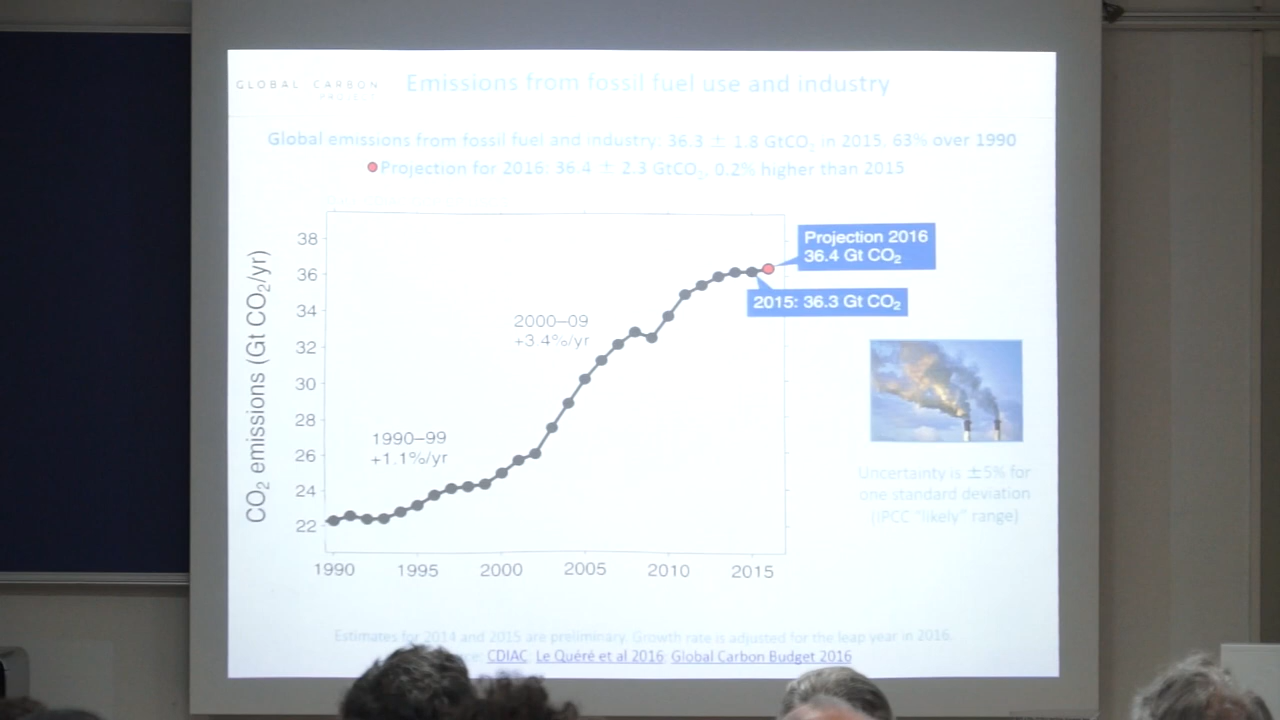 GLOBAL CARBON
PROJECT
Emissions from fossil fuel use and industry
Global emissions from fossil fuel and industry: 36.3 ± 1.8 GtCO₂ in 2015, 63% over 1990
Projection for 2016: 36.4 ± 2.3 GtCO₂, 0.2% higher than 2015
CO₂ emissions (Gt CO₂/yr)
38
36
34
32
30
28
26
24
22
1990
1995
2000
2005
2010
2015
1990–99
+1.1%/yr
2000–09
+3.4%/yr
Projection 2016
36.4 Gt CO₂
2015: 36.3 Gt CO₂
Uncertainty is ±5% for
one standard deviation
(IPCC “likely” range)
Estimates for 2014 and 2015 are preliminary. Growth rate is adjusted for the leap year in 2016.
CDIAC; Le Quéré et al 2016; Global Carbon Budget 2016